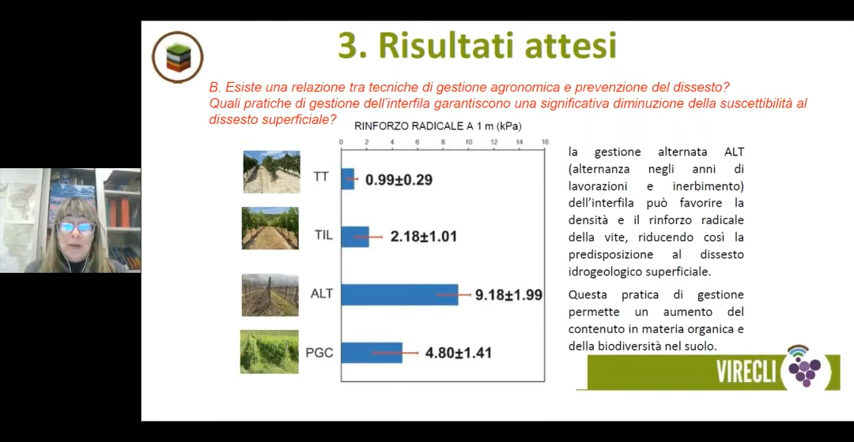 3. Risultati attesi
B. Esiste una relazione tra tecniche di gestione agronomica e prevenzione del dissesto?
Quali pratiche di gestione dell'interfila garantiscono una significativa diminuzione della suscettibilità al
dissesto superficiale?
RINFORZO RADICALE A 1 m (kPa)
0 2 4 6 8 10 12 14 16
TT 0.99±0.29
TIL 2.18±1.01
ALT 9.18±1.99
PGC 4.80±1.41
la gestione alternata ALT
(alternanza negli anni di
lavorazioni e inerbimento)
dell'interfila può favorire la
densità e il rinforzo radicale
della vite, riducendo così la
predisposizione al dissesto
idrogeologico superficiale.
Questa pratica di gestione
permette un aumento del
contenuto in materia organica e
della biodiversità nel suolo.
VIRECLI